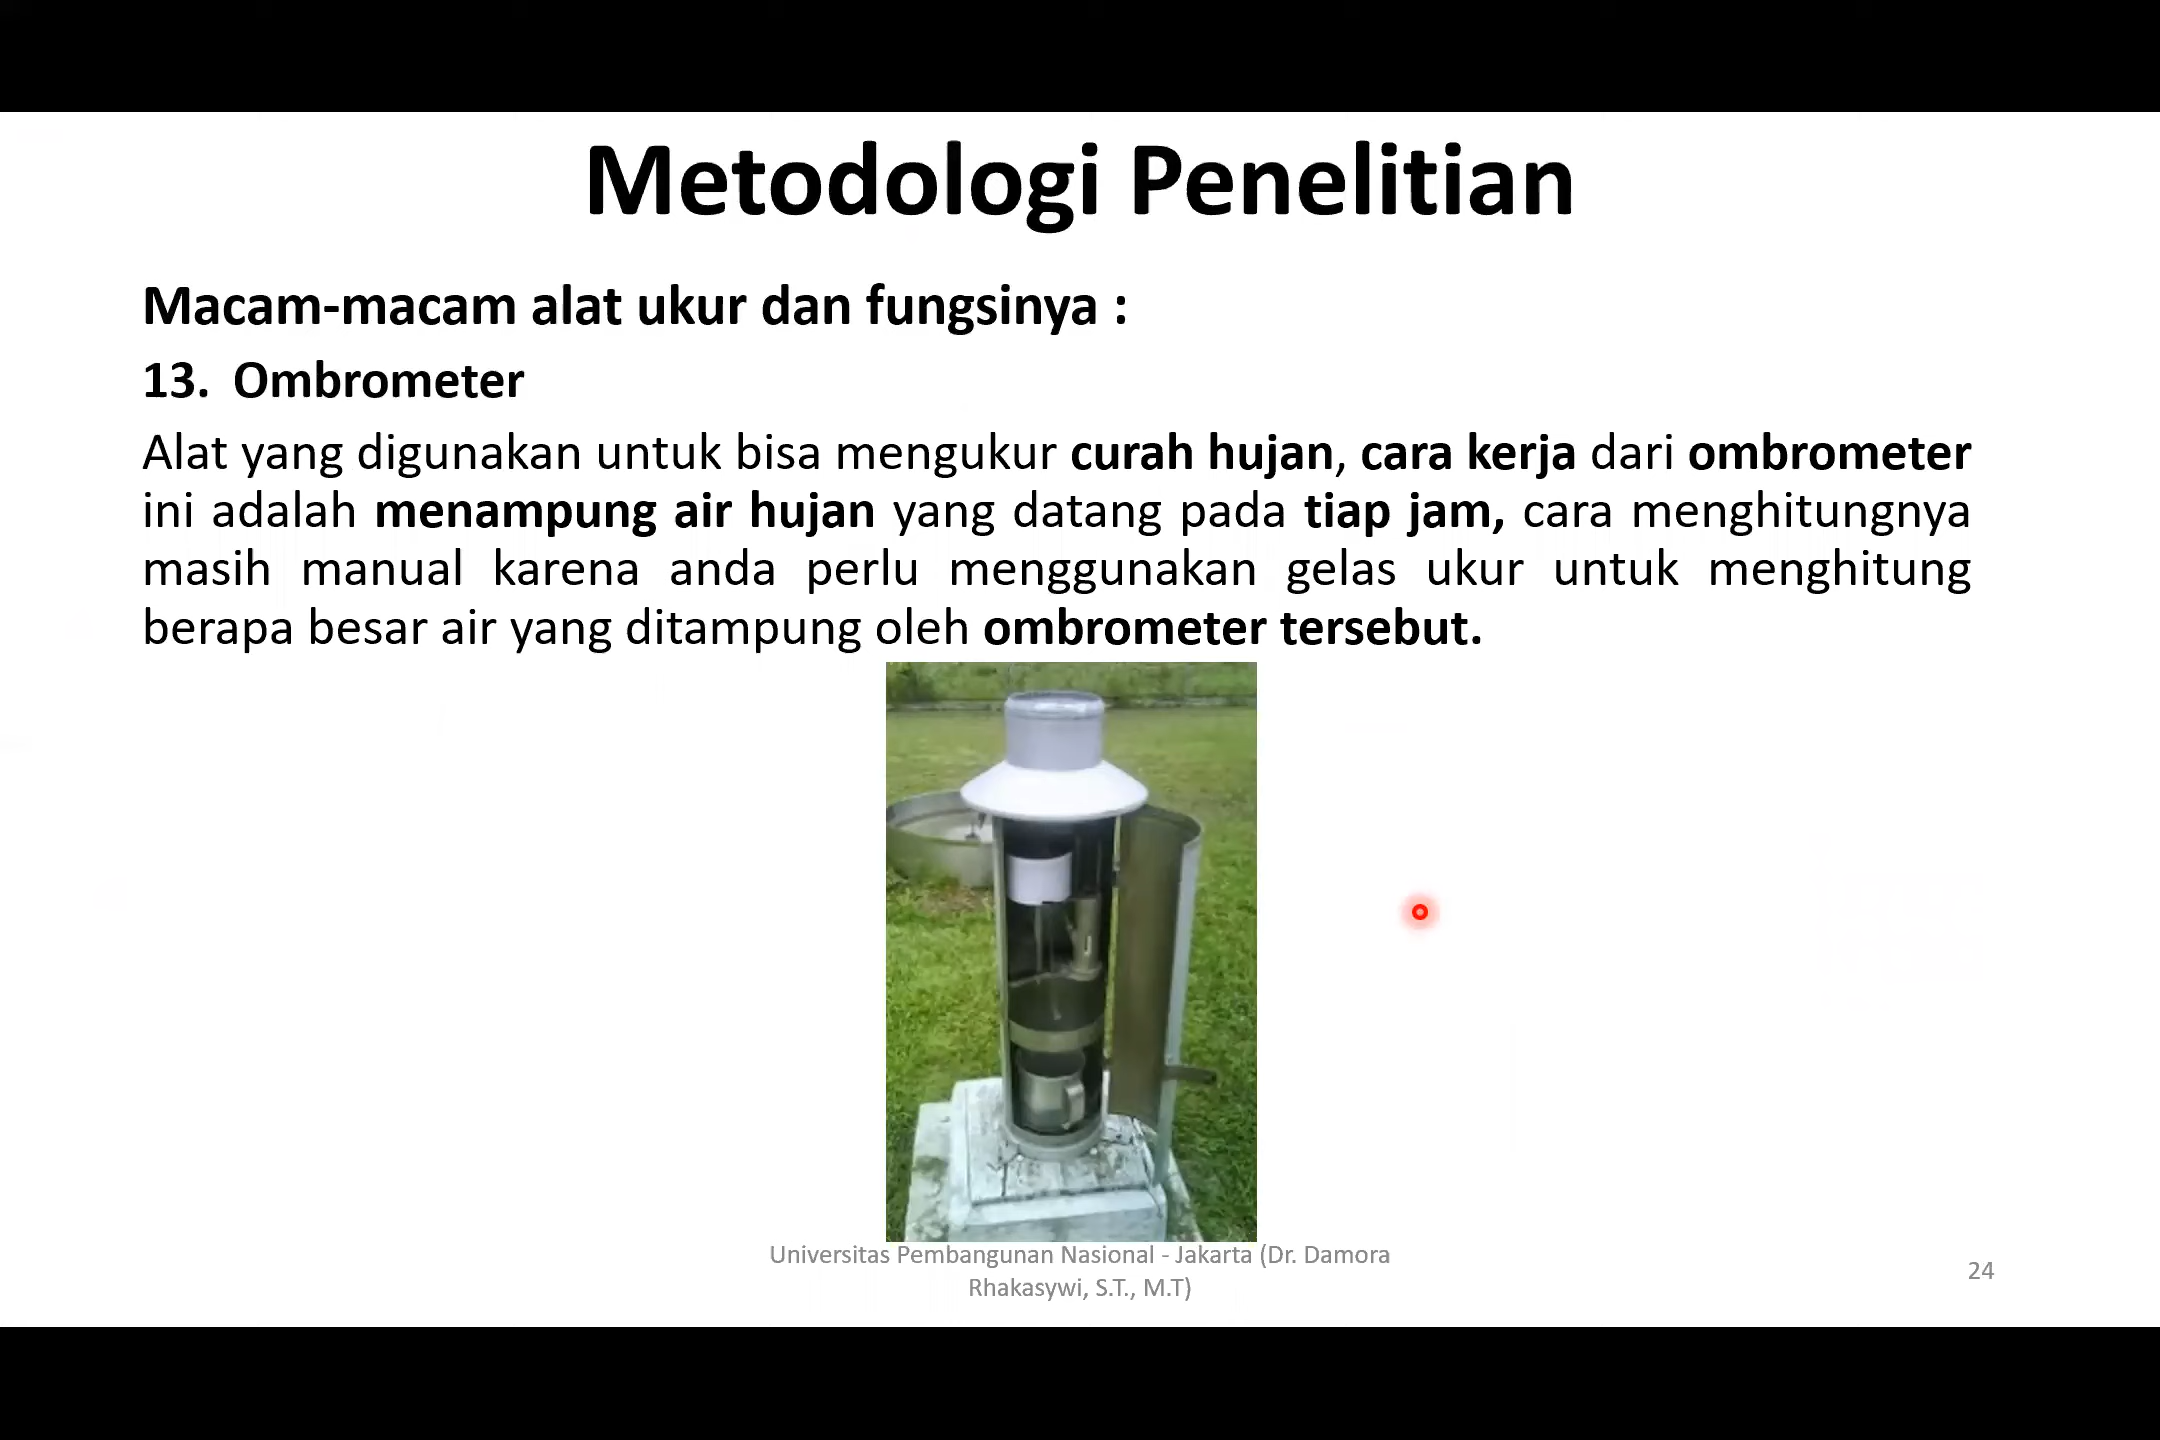 Metodologi Penelitian
Macam-macam alat ukur dan fungsinya :
13. Ombrometer
Alat yang digunakan untuk bisa mengukur curah hujan, cara kerja dari ombrometer
ini adalah menampung air hujan yang datang pada tiap jam, cara menghitungnya
masih manual karena anda perlu menggunakan gelas ukur untuk menghitung
berapa besar air yang ditampung oleh ombrometer tersebut.
Universitas Pembangunan Nasional - Jakarta (Dr. Damora
Rhakasywi, S.T., M.T)
24